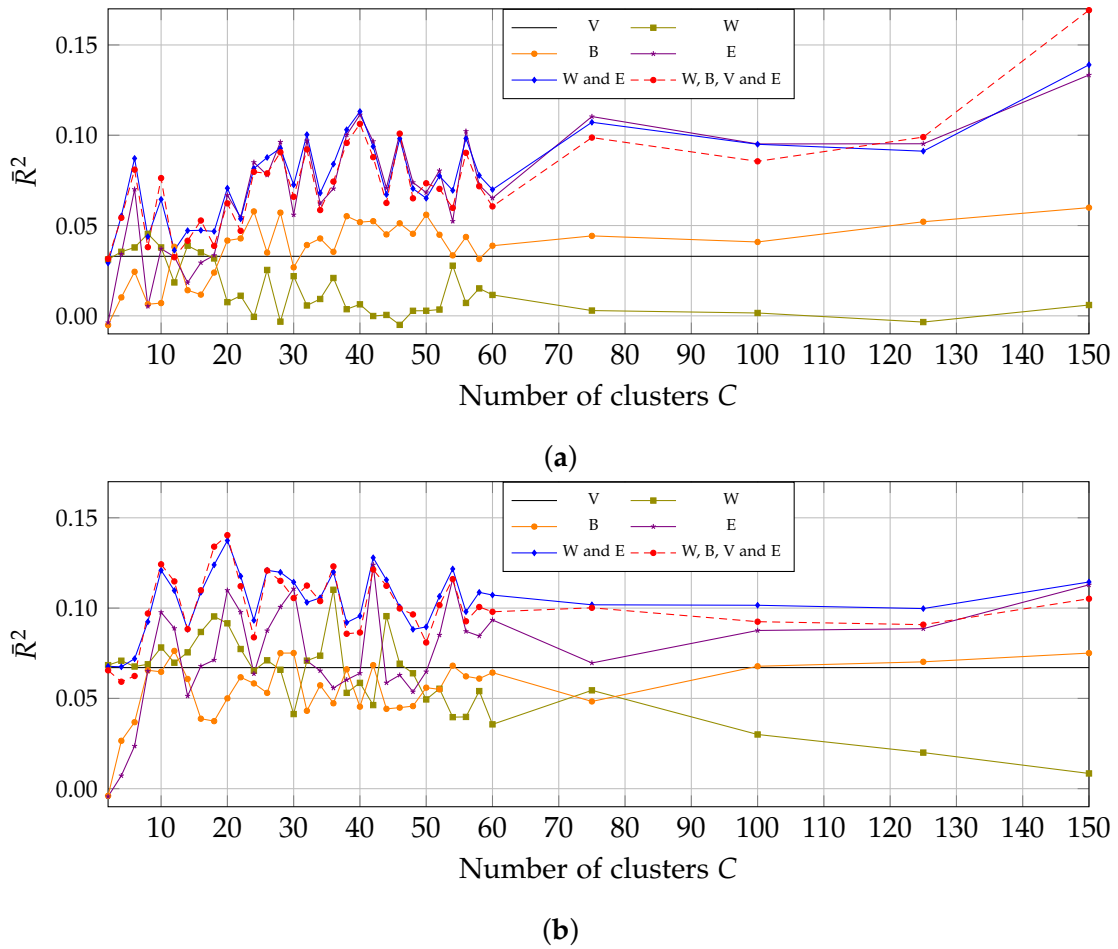 0.15
0.10
0.05
0.00
R̄²
V W
B E
W and E W, B, V and E
10 20 30 40 50 60 70 80 90 100 110 120 130 140 150
Number of clusters C
(a)
0.15
0.10
0.05
0.00
R̄²
V W
B E
W and E W, B, V and E
10 20 30 40 50 60 70 80 90 100 110 120 130 140 150
Number of clusters C
(b)